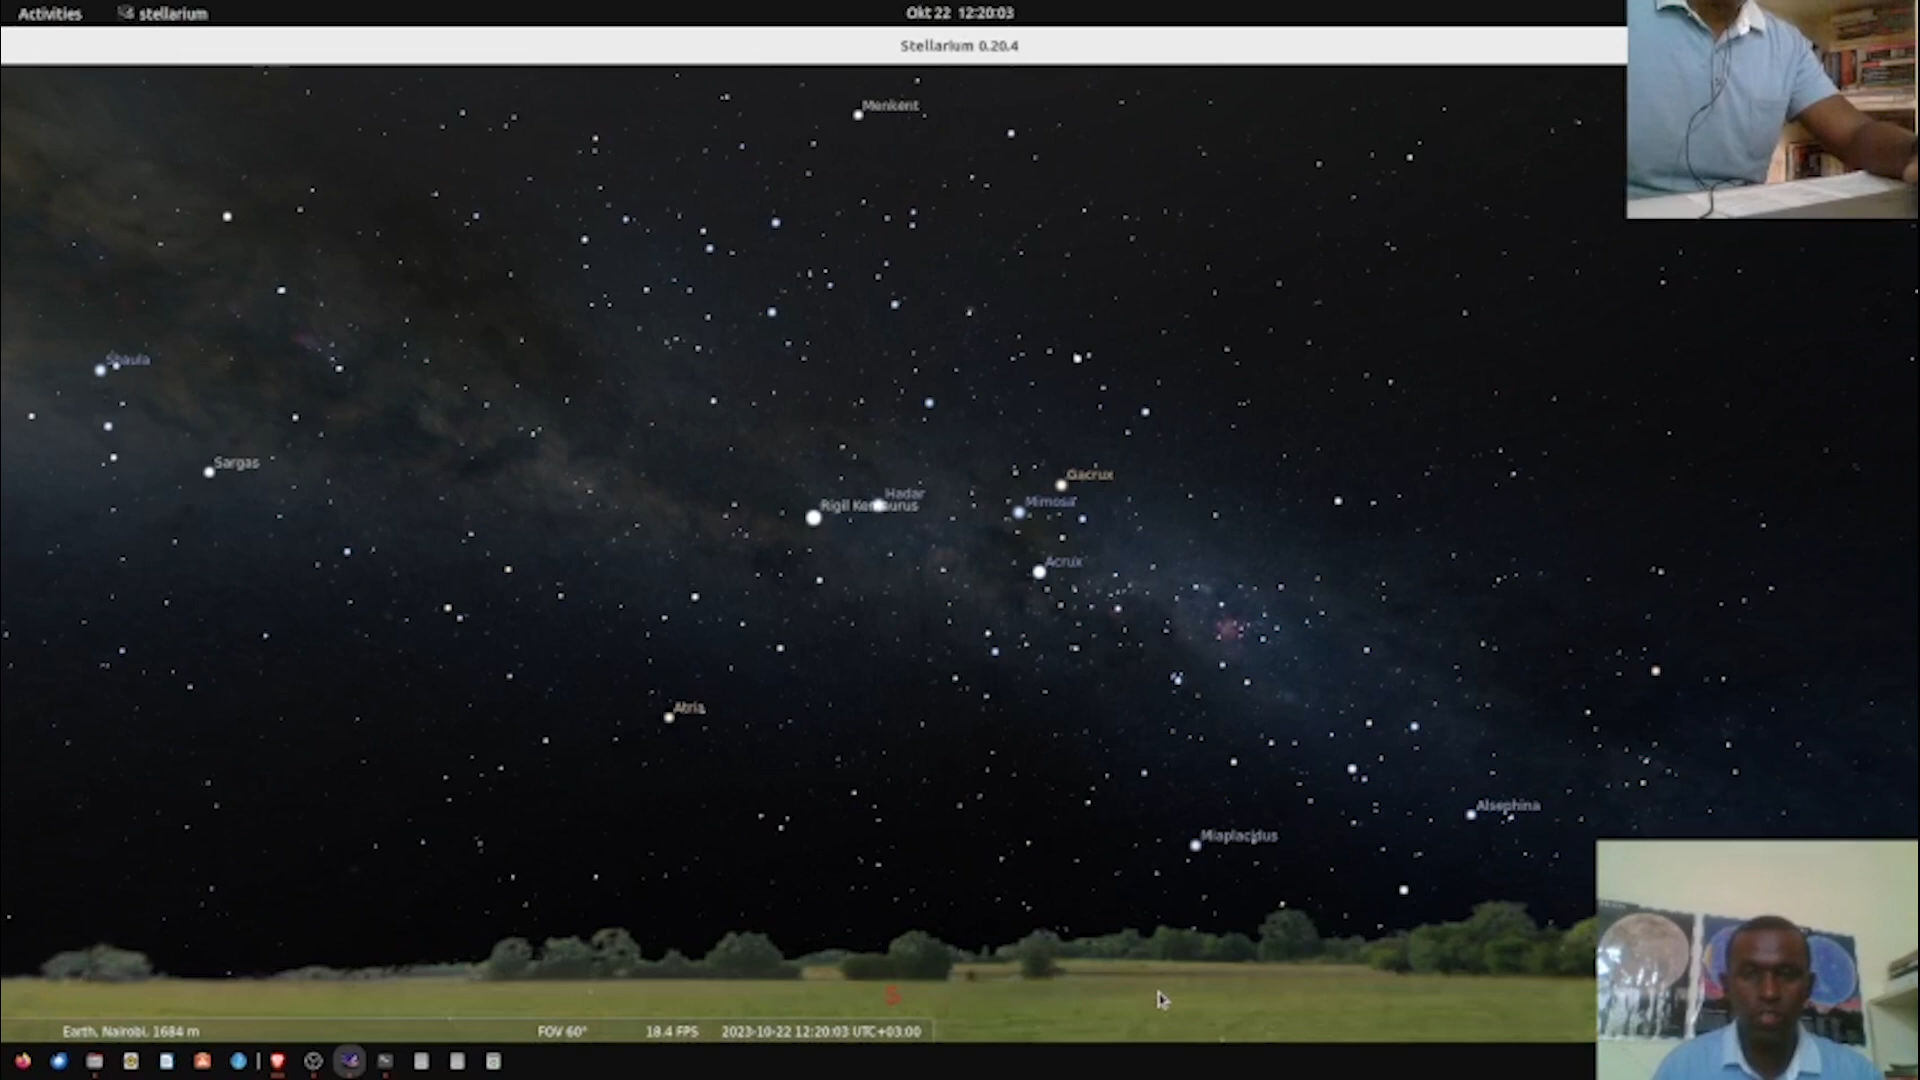 Activities
stellarium
Okt 22 12:20:03
Stellarium 0.20.4
Menkent
Shaula
Sargas
Gacrux
Hadar
Mimosa
Rigil Kentaurus
Acrux
Atria
Alsephina
Miaplacidus
S
Earth, Nairobi, 1684 m
FOV 60°
18.4 FPS
2023-10-22 12:20:03 UTC+03:00